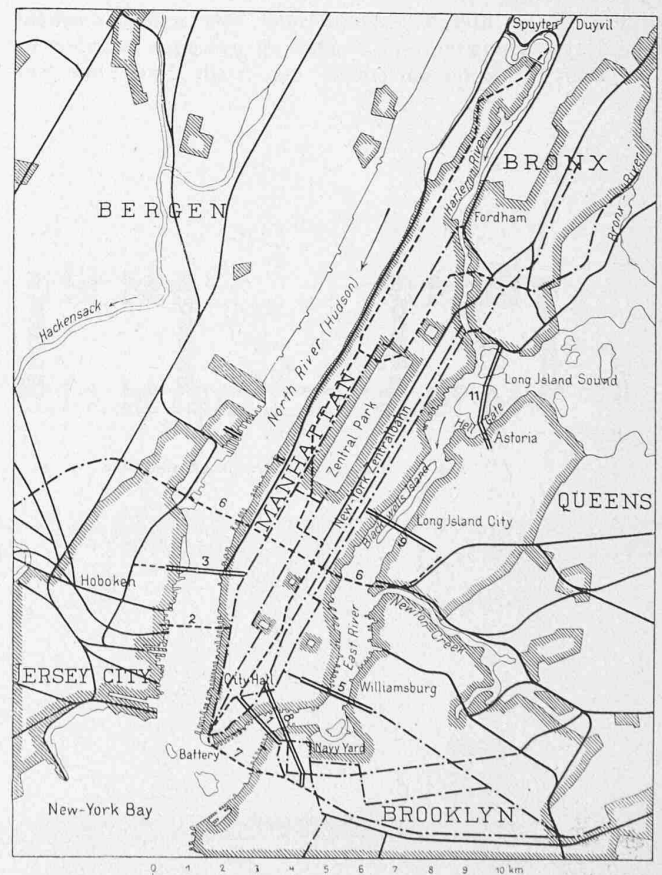 Spuyten Duyvil
BRONX
Harlem River
Bronx-River
Fordham
BERGEN
Hackensack
North River (Hudson)
MANHATTAN
Zentral Park
New York Centralbahn
Long Island Sound
11
Hell Gate
Astoria
Blackwells Island
QUEENS
Long Island City
9
6
6
3
Hoboken
2
Newton Creek
East River
JERSEY CITY
City Hall
5
Williamsburg
1
8
Navy Yard
Battery
7
New-York Bay
BROOKLYN
0 1 2 3 4 5 6 7 8 9 10 km